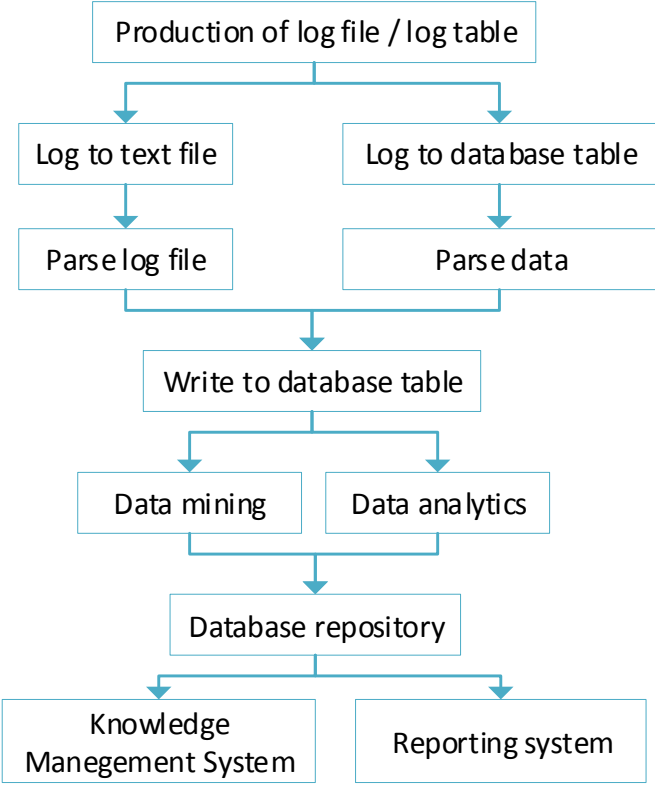 Production of log file / log table
Log to text file
Log to database table
Parse log file
Parse data
Write to database table
Data mining
Data analytics
Database repository
Knowledge
Manegement System
Reporting system